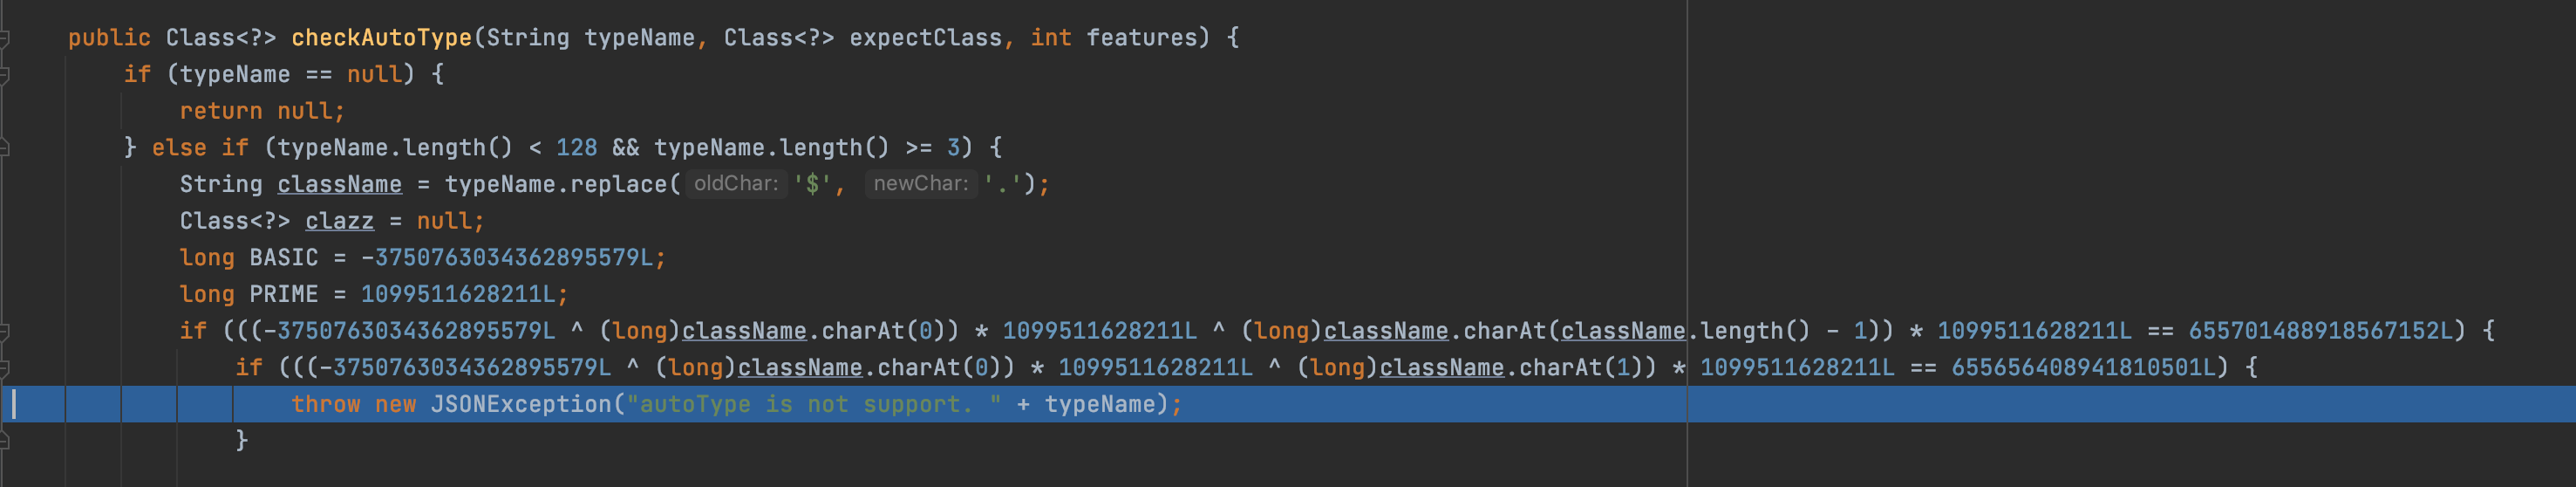 public Class<?> checkAutoType(String typeName, Class<?> expectClass, int features) {
if (typeName == null) {
return null;
} else if (typeName.length() < 128 && typeName.length() >= 3) {
String className = typeName.replace( oldChar: '$', newChar: '.');
Class<?> clazz = null;
long BASIC = -3750763034362895579L;
long PRIME = 1099511628211L;
if (((-3750763034362895579L ^ (long)className.charAt(0)) * 1099511628211L ^ (long)className.charAt(className.length() - 1)) * 1099511628211L == 655701488918567152L) {
if (((-3750763034362895579L ^ (long)className.charAt(0)) * 1099511628211L ^ (long)className.charAt(1)) * 1099511628211L == 655656408941810501L) {
throw new JSONException("autoType is not support. " + typeName);
}